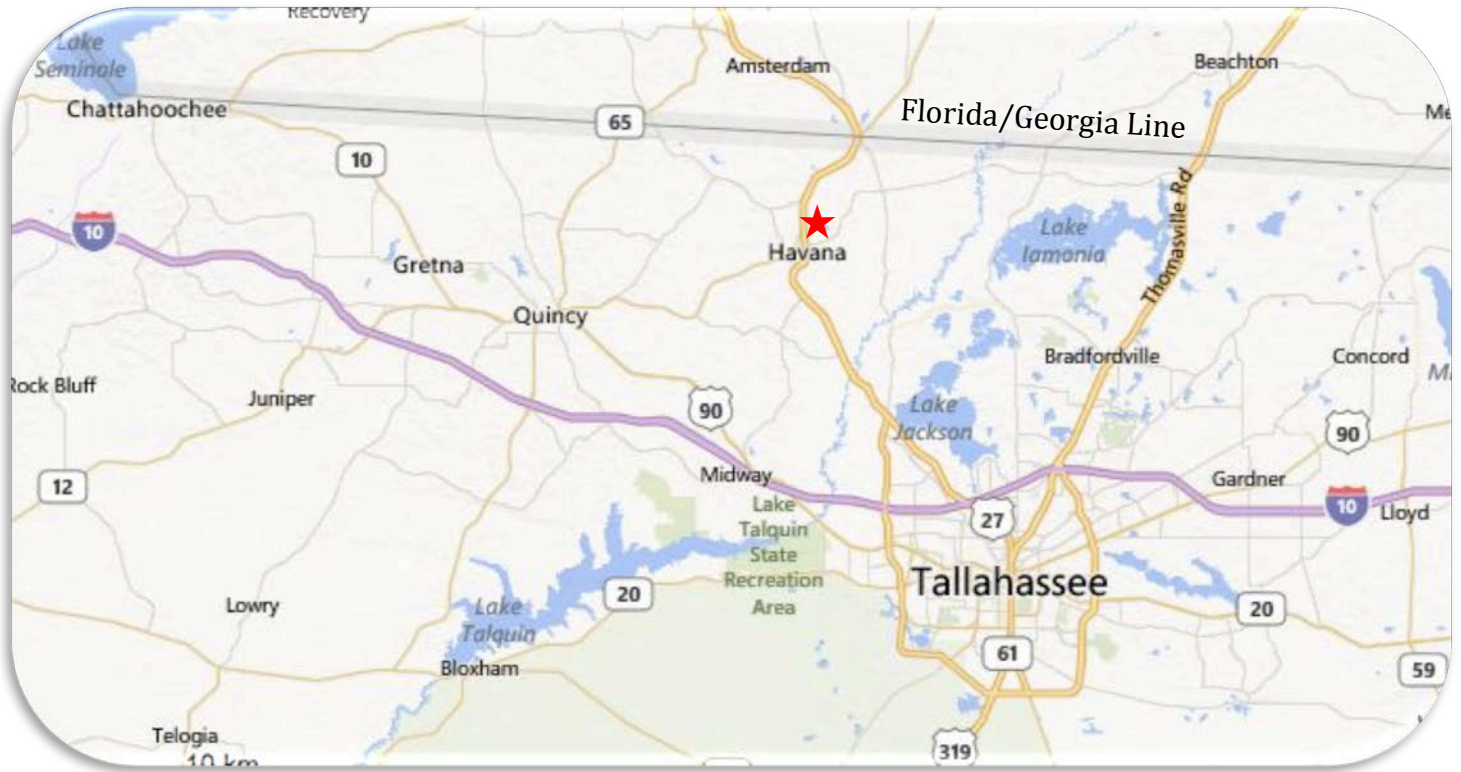 Recovery
Lake
Seminole
Amsterdam
Beachton
Chattahoochee
65
Florida/Georgia Line
10
Thomasville Rd
10
Lake
Iamonia
Havana
Gretna
Quincy
Bradfordville
Concord
Rock Bluff
Juniper
90
Lake
Jackson
90
Midway
Gardner
12
Lake
Talquin
State
Recreation
Area
27
10
Lloyd
Tallahassee
20
Lowry
Lake
Talquin
20
61
Bloxham
59
Telogia
10 km
319